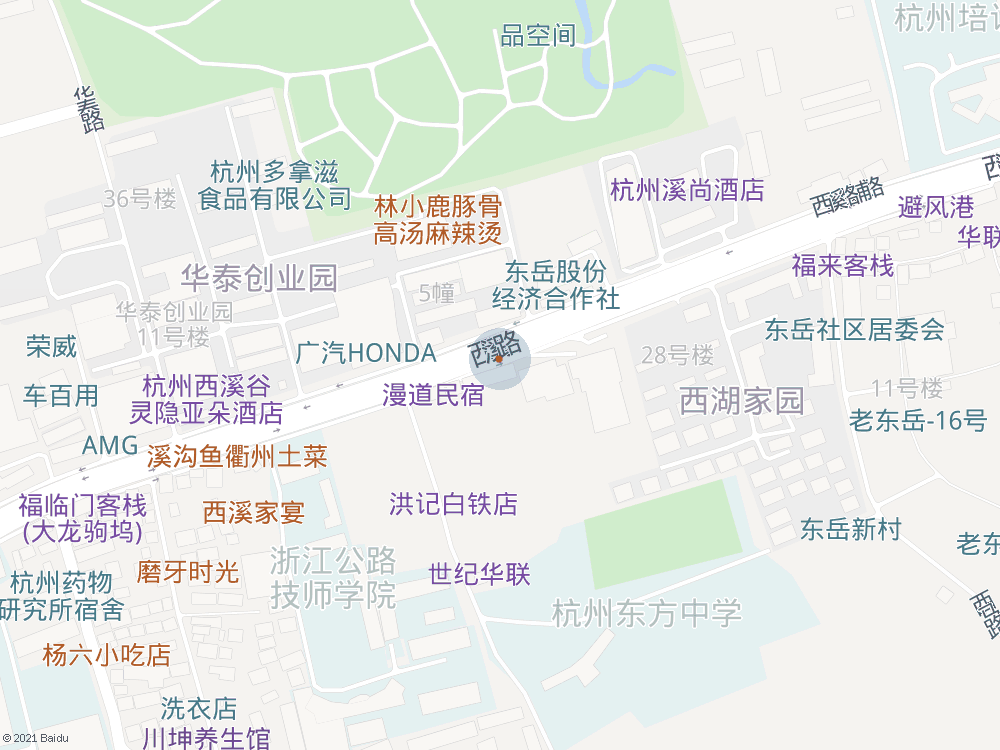 品空间
杭州培训
华泰路
杭州多拿滋
食品有限公司
36号楼
林小鹿豚骨
高汤麻辣烫
杭州溪尚酒店
西溪路辅路
西
避风港
华联
福来客栈
华泰创业园
5幢
东岳股份
经济合作社
华泰创业园
11号楼
荣威
广汽HONDA
西溪路
28号楼
东岳社区居委会
车百用
杭州西溪谷
灵隐亚朵酒店
漫道民宿
西湖家园
11号楼
老东岳-16号
AMG
溪沟鱼衢州土菜
福临门客栈
(大龙驹坞)
西溪家宴
洪记白铁店
东岳新村
老东
磨牙时光
浙江公路
技师学院
世纪华联
杭州药物
研究所宿舍
杭州东方中学
西
路
杨六小吃店
洗衣店
川坤养生馆
© 2021 Baidu